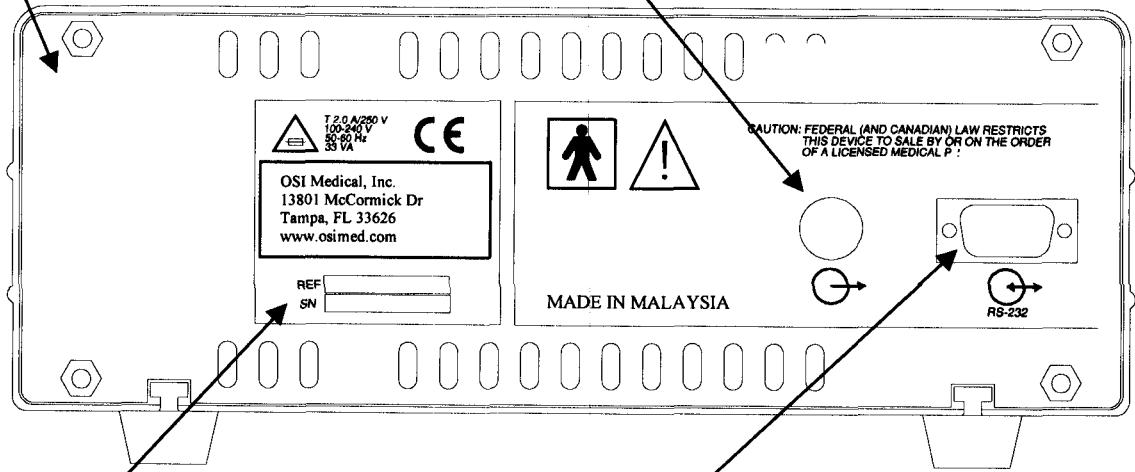 T 2.0 A/250 V
100-240 V
50-60 Hz
33 VA
CE
OSI Medical, Inc.
13801 McCormick Dr
Tampa, FL 33626
www.osimed.com
REF
SN
CAUTION: FEDERAL (AND CANADIAN) LAW RESTRICTS
THIS DEVICE TO SALE BY OR ON THE ORDER
OF A LICENSED MEDICAL P
MADE IN MALAYSIA
RS-232